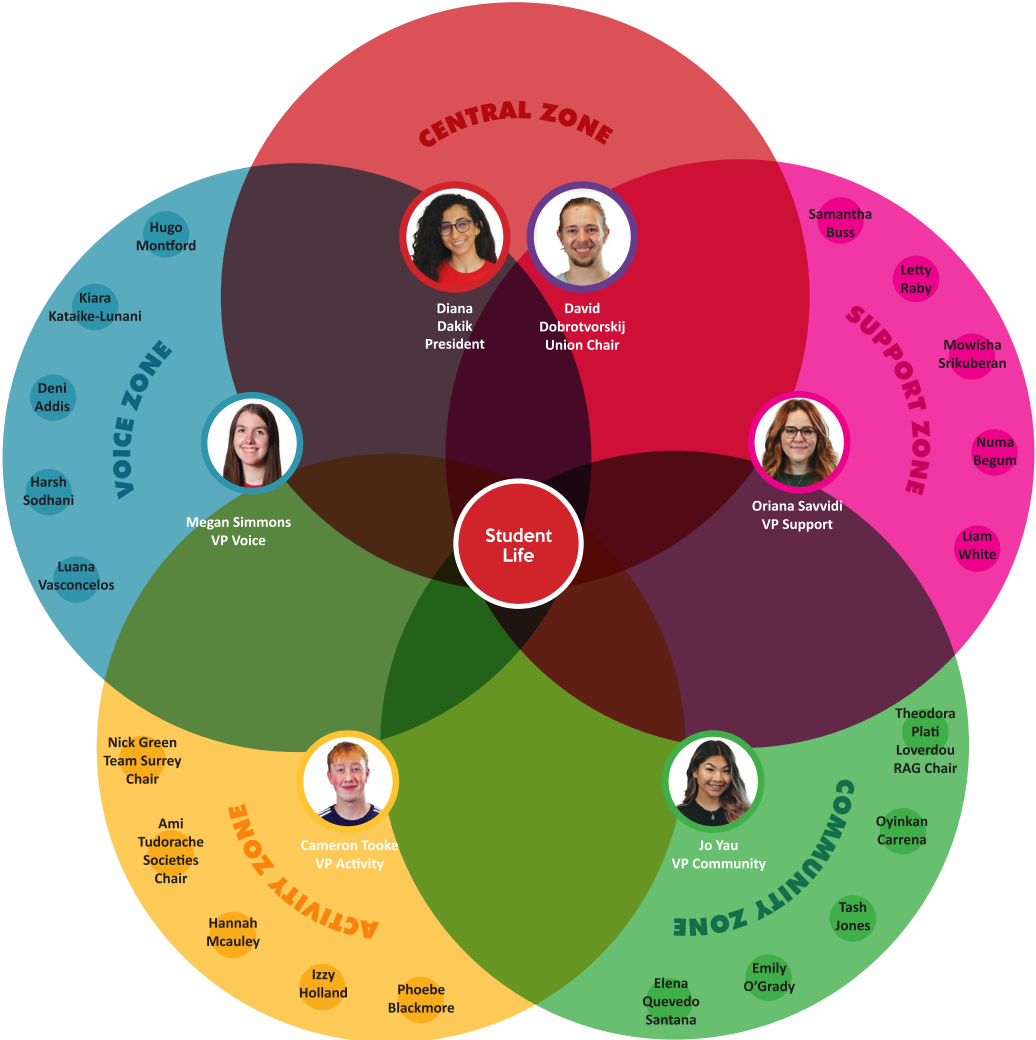 CENTRAL ZONE
Diana
Dakik
President
David
Dobrotvorskij
Union Chair
VOICE ZONE
Hugo
Montford
Kiara
Kataike-Lunani
Deni
Addis
Harsh
Sodhani
Luana
Vasconcelos
Megan Simmons
VP Voice
SUPPORT ZONE
Samantha
Buss
Letty
Raby
Mowisha
Srikuberan
Numa
Begum
Liam
White
Oriana Savvidi
VP Support
Student
Life
ACTIVITY ZONE
Nick Green
Team Surrey
Chair
Ami
Tudorache
Societies
Chair
Hannah
Mcauley
Izzy
Holland
Phoebe
Blackmore
Cameron Tooke
VP Activity
COMMUNITY ZONE
Jo Yau
VP Community
Theodora
Plati
Loverdou
RAG Chair
Oyinkan
Carrena
Tash
Jones
Emily
O’Grady
Elena
Quevedo
Santana